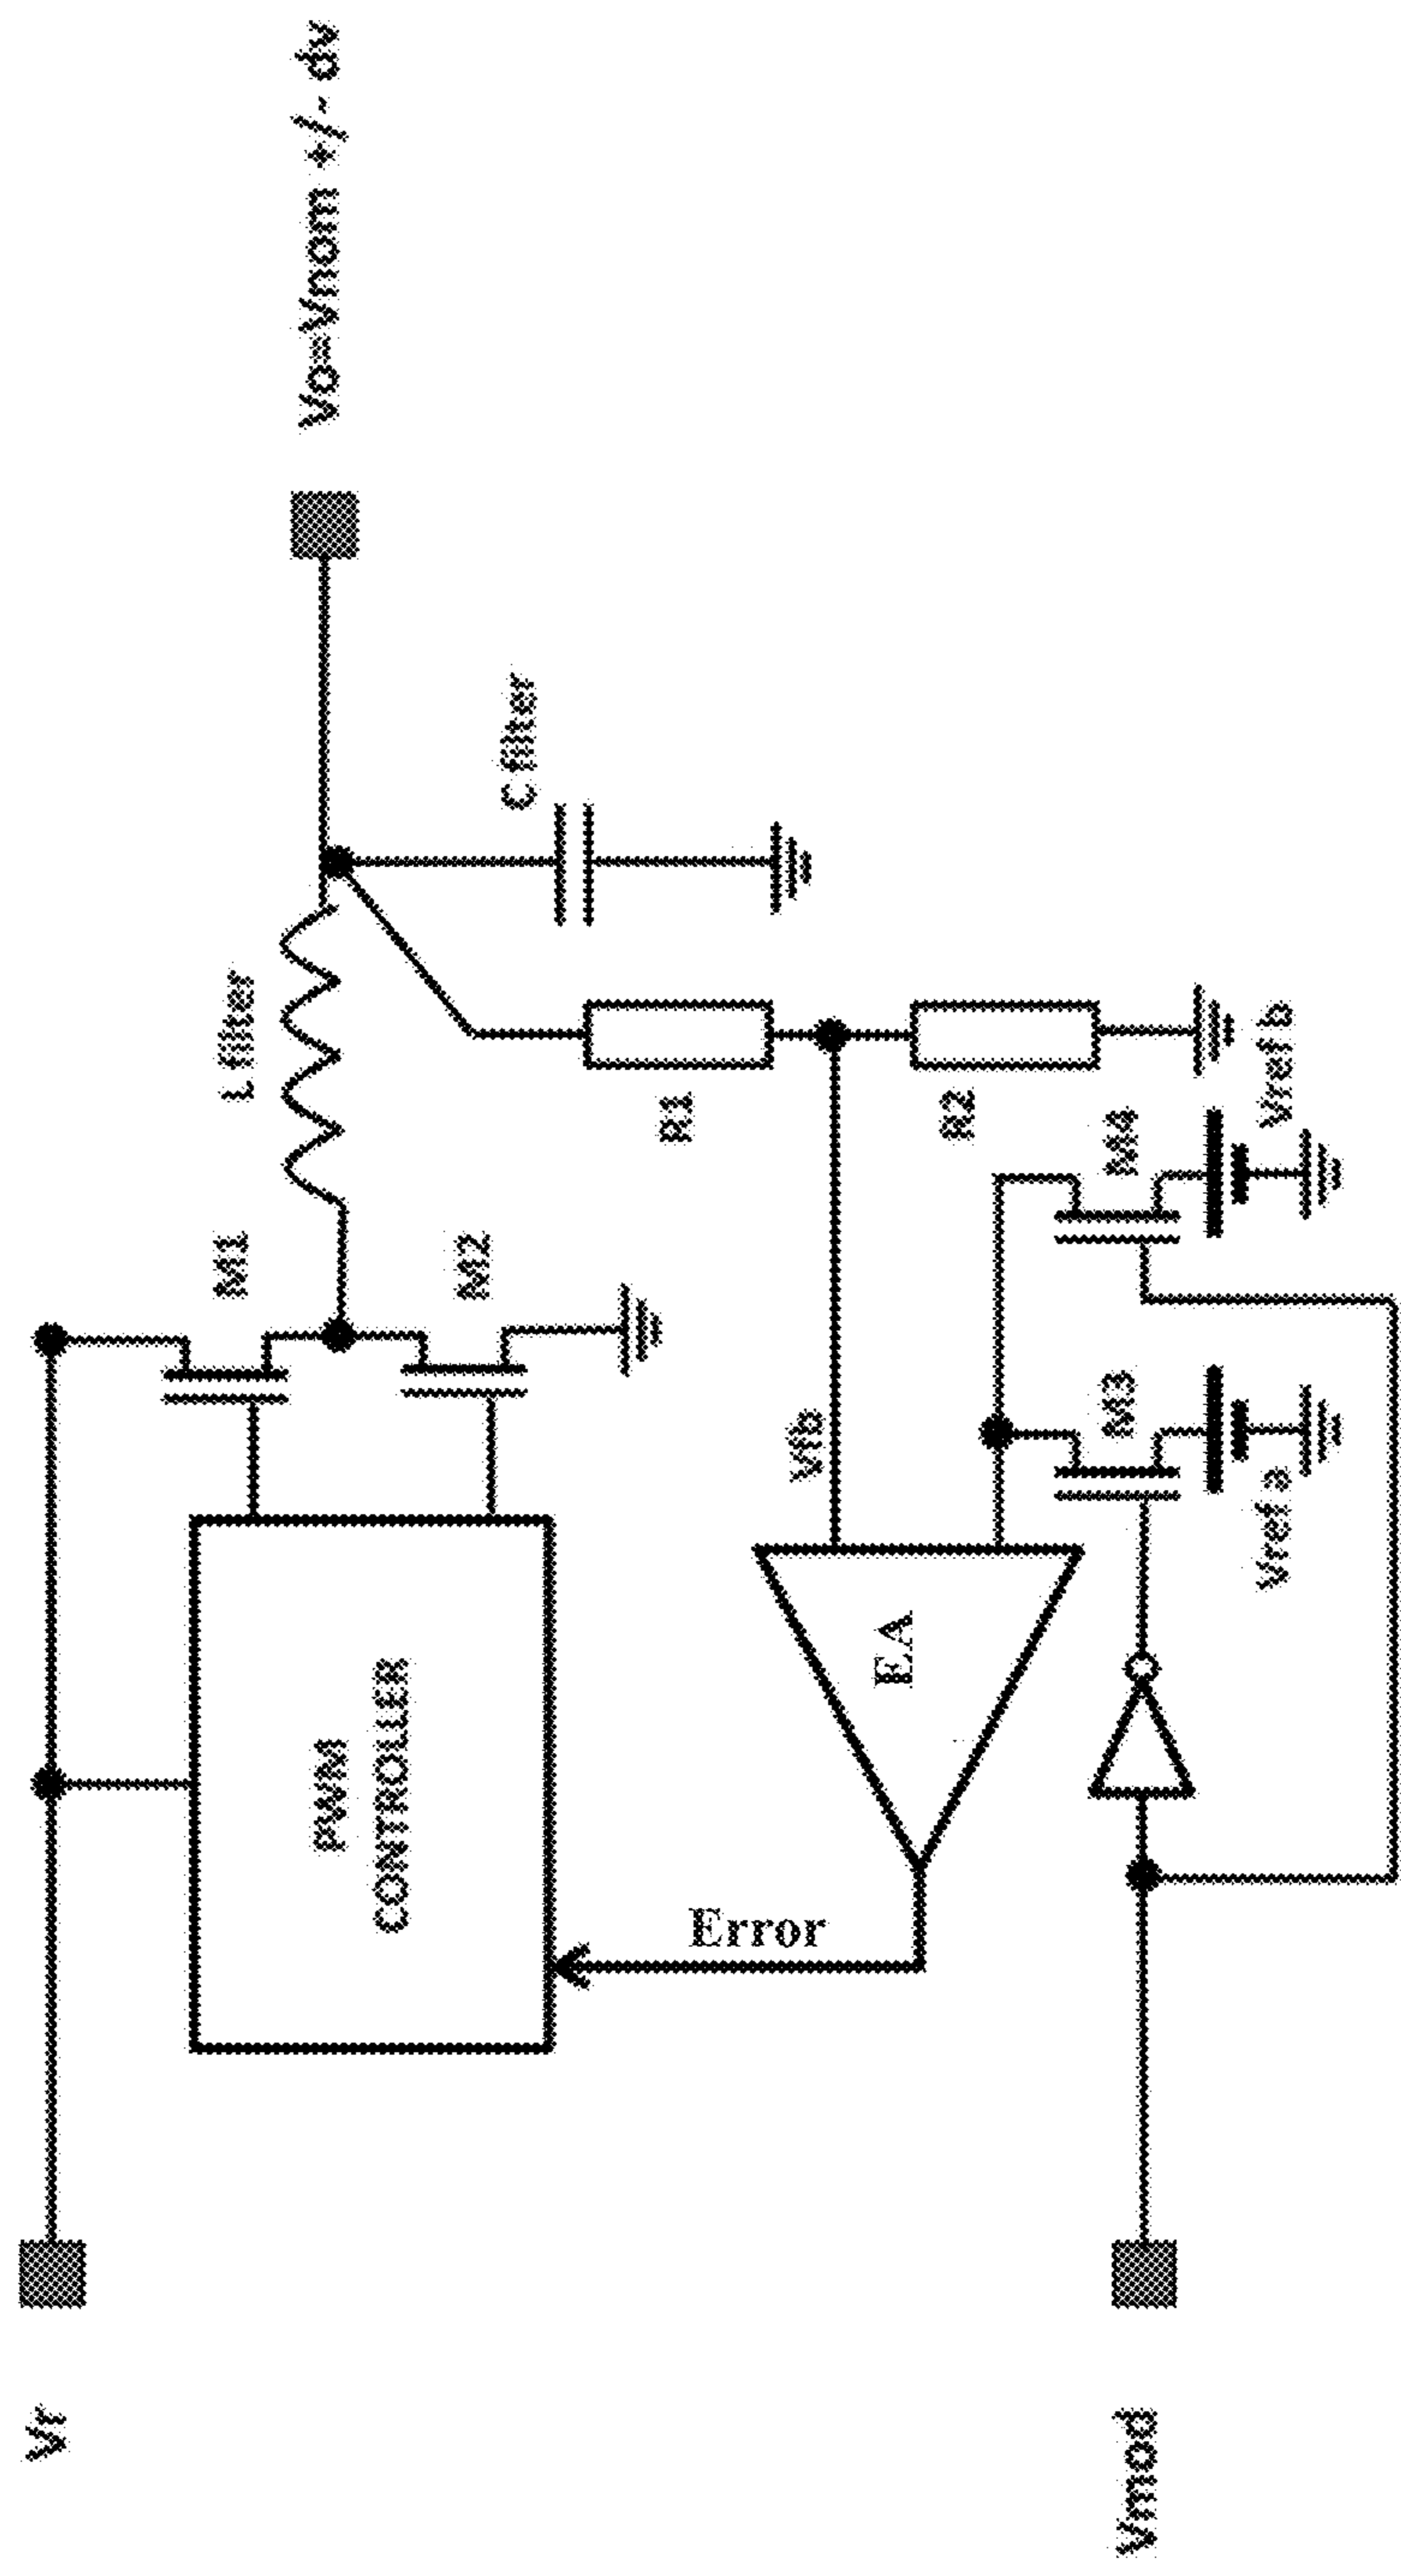 Vo=Vnom +/- dv
C filter
L filter
M1
M2
R1
R2
Vref b
M4
M3
Vref a
Vfb
EA
PWM
CONTROLLER
Error
Vr
Vmod